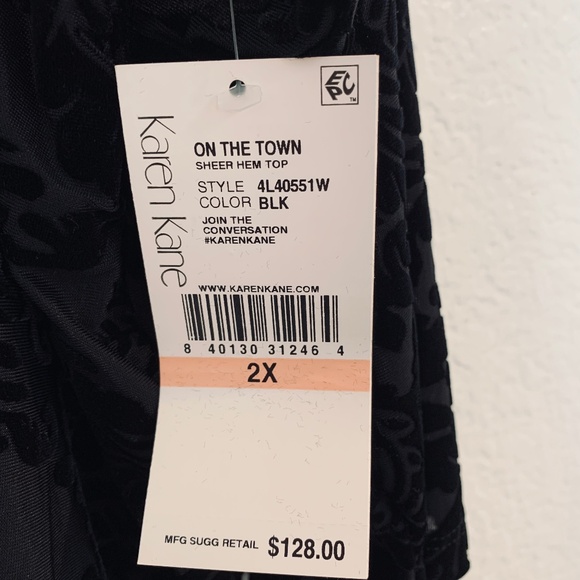 EPC™
Karen Kane
ON THE TOWN
SHEER HEM TOP
STYLE 4L40551W
COLOR BLK
JOIN THE
CONVERSATION
#KARENKANE
WWW.KARENKANE.COM
8 40130 31246 4
2X
MFG SUGG RETAIL $128.00